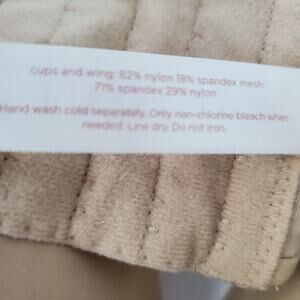 cups and wing: 82% nylon 18% spandex mesh:
71% spandex 29% nylon
Hand wash cold separately. Only non-chlorine bleach when
needed. Line dry. Do not iron.